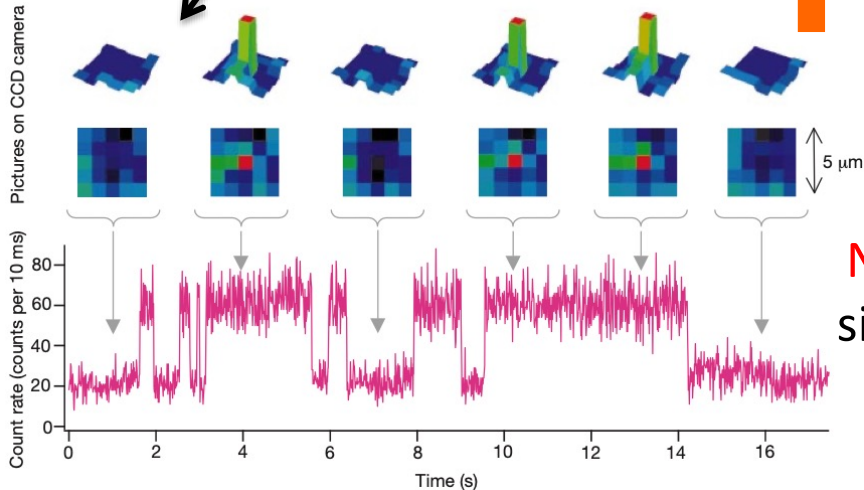 Pictures on CCD camera
5 µm
N
si
Count rate (counts per 10 ms)
80
60
40
20
0
0 2 4 6 8 10 12 14 16
Time (s)